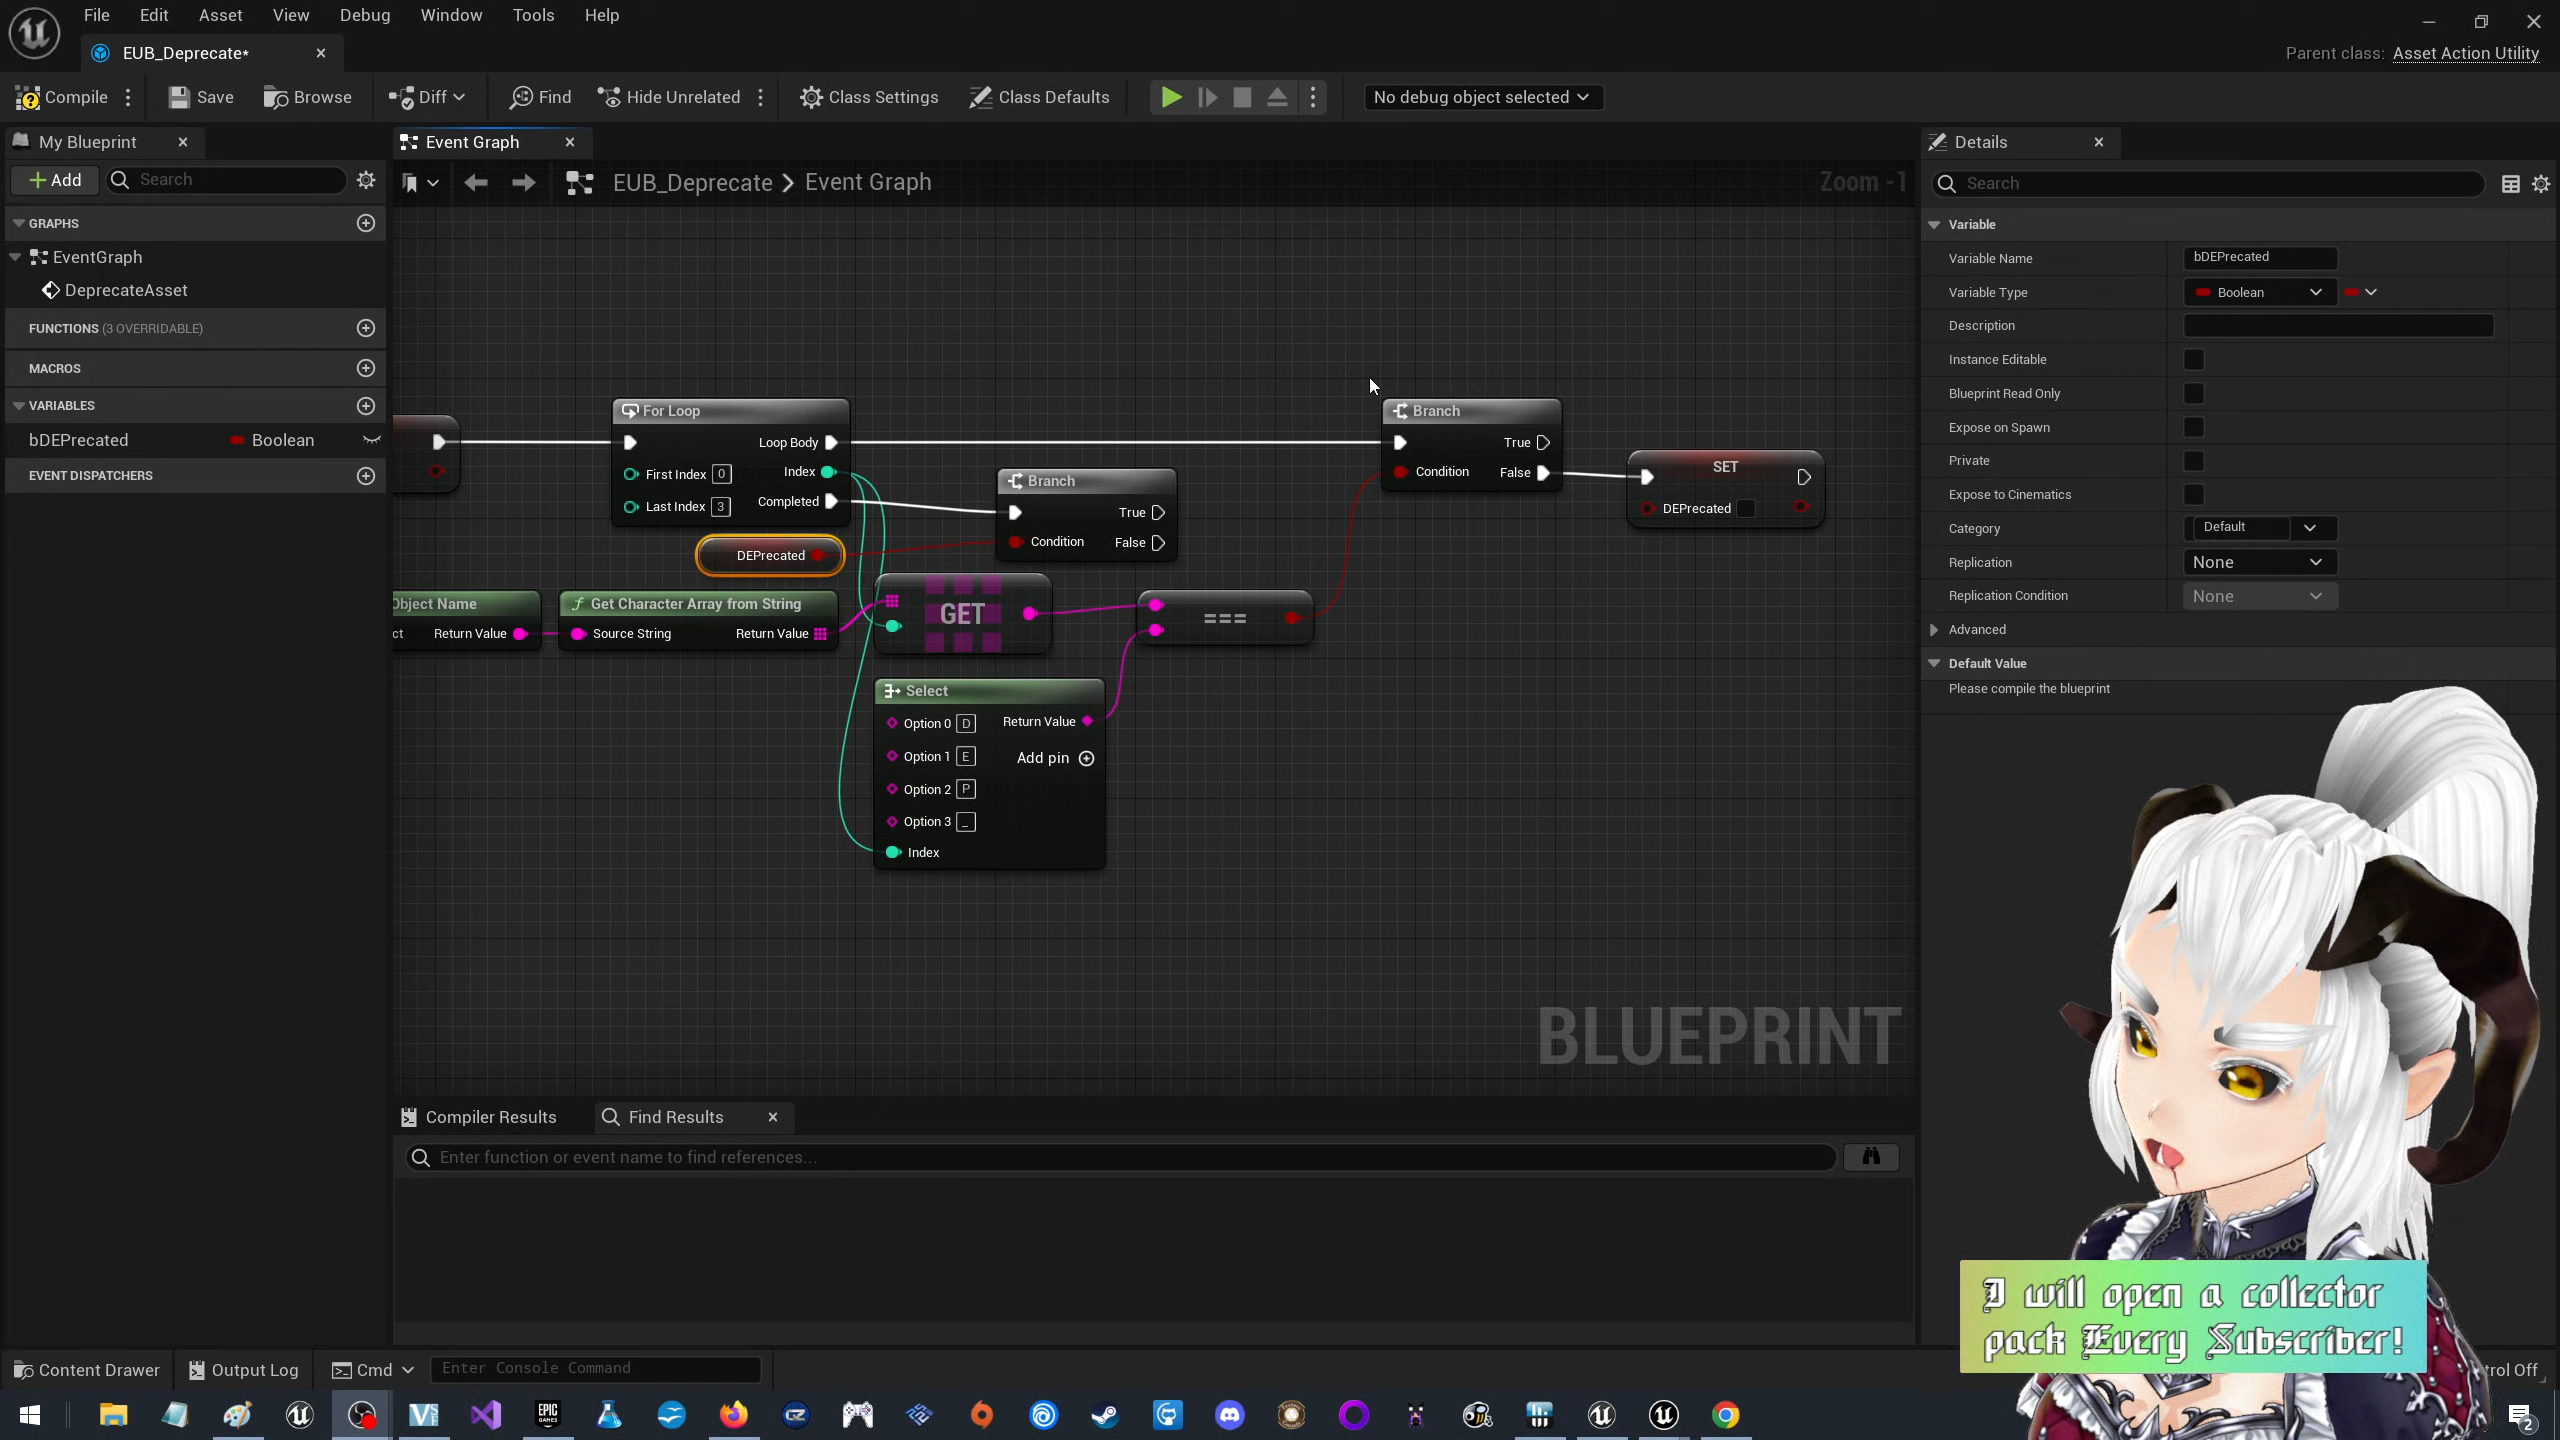 File Edit Asset View Debug Window Tools Help
EUB_Deprecate*
Parent class: Asset Action Utility
Compile Save Browse Diff Find Hide Unrelated Class Settings Class Defaults No debug object selected
My Blueprint
Event Graph
Details
Add Search
EUB_Deprecate > Event Graph
Zoom -1
Search
GRAPHS
EventGraph
DeprecateAsset
FUNCTIONS (3 OVERRIDABLE)
MACROS
VARIABLES
bDEPrecated Boolean
EVENT DISPATCHERS
For Loop
Loop Body
First Index 0 Index
Last Index 3 Completed
Branch
True
Condition False
DEPrecated
Branch
True
Condition False
SET
DEPrecated
Object Name
ct Return Value
Get Character Array from String
Source String Return Value
GET
===
Select
Option 0 D Return Value
Option 1 E Add pin
Option 2 P
Option 3 _
Index
BLUEPRINT
Variable
Variable Name bDEPrecated
Variable Type Boolean
Description
Instance Editable
Blueprint Read Only
Expose on Spawn
Private
Expose to Cinematics
Category Default
Replication None
Replication Condition None
Advanced
Default Value
Please compile the blueprint
Compiler Results Find Results
Enter function or event name to find references...
I will open a collector
pack Every Subscriber!
Content Drawer Output Log Cmd Enter Console Command
trol Off
EPIC
GAMES
2